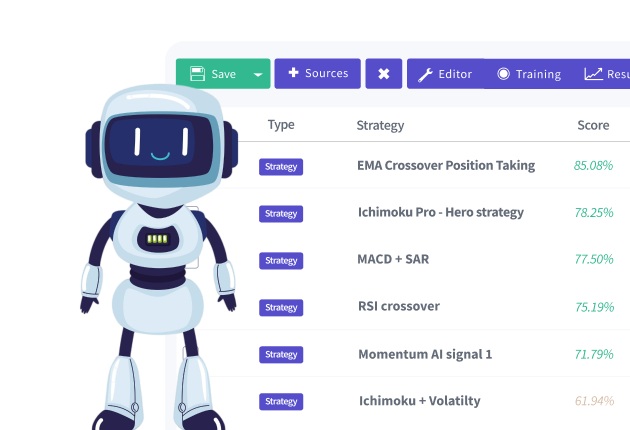 Save Sources Editor Training Resu
Type Strategy Score
Strategy EMA Crossover Position Taking 85.08%
Strategy Ichimoku Pro - Hero strategy 78.25%
Strategy MACD + SAR 77.50%
Strategy RSI crossover 75.19%
Strategy Momentum AI signal 1 71.79%
Strategy Ichimoku + Volatilty 61.94%